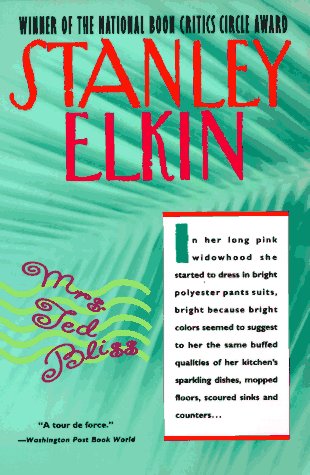 WINNER OF THE NATIONAL BOOK CRITICS CIRCLE AWARD
STANLEY
ELKIN
In her long pink
widowhood she
started to dress in bright
polyester pants suits,
bright because bright
colors seemed to suggest
to her the same buffed
qualities of her kitchen's
sparkling dishes, mopped
floors, scoured sinks and
counters...
Mrs
Ted
Bliss
"A tour de force."
—Washington Post Book World